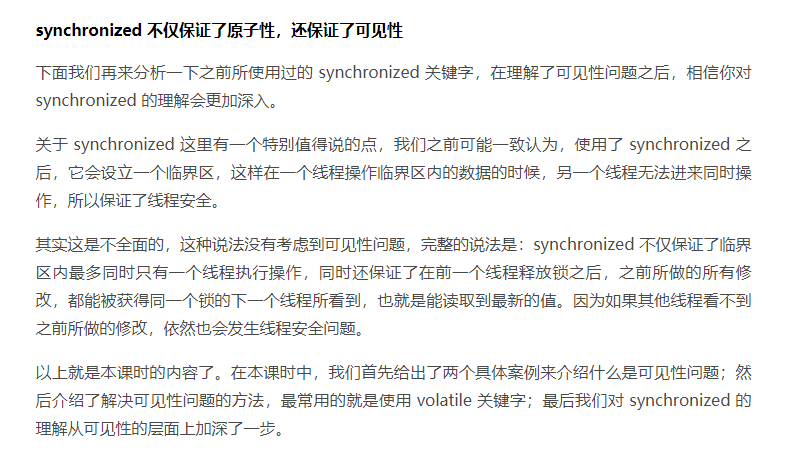 synchronized 不仅保证了原子性，还保证了可见性
下面我们再来分析一下之前所使用过的 synchronized 关键字，在理解了可见性问题之后，相信你对
synchronized 的理解会更加深入。
关于 synchronized 这里有一个特别值得说的点，我们之前可能一致认为，使用了 synchronized 之
后，它会设立一个临界区，这样在一个线程操作临界区内的数据的时候，另一个线程无法进来同时操
作，所以保证了线程安全。
其实这是不全面的，这种说法没有考虑到可见性问题，完整的说法是：synchronized 不仅保证了临界
区内最多同时只有一个线程执行操作，同时还保证了在前一个线程释放锁之后，之前所做的所有修
改，都能被获得同一个锁的下一个线程所看到，也就是能读取到最新的值。因为如果其他线程看不到
之前所做的修改，依然也会发生线程安全问题。
以上就是本课时的内容了。在本课时中，我们首先给出了两个具体案例来介绍什么是可见性问题；然
后介绍了解决可见性问题的方法，最常用的就是使用 volatile 关键字；最后我们对 synchronized 的
理解从可见性的层面上加深了一步。